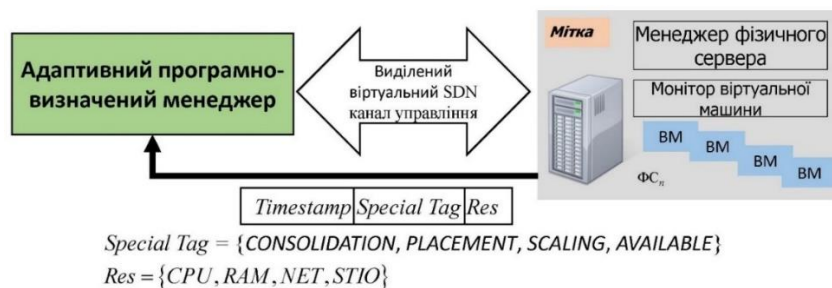 Адаптивний програмно-
визначений менеджер
Виділений
віртуальний SDN
канал управління
Мітка
Менеджер фізичного
сервера
Монітор віртуальної
машини
ВМ
ВМ
ВМ
ВМ
ФСn
Timestamp Special Tag Res
Special Tag = {CONSOLIDATION, PLACEMENT, SCALING, AVAILABLE}
Res = {CPU, RAM, NET, STIO}